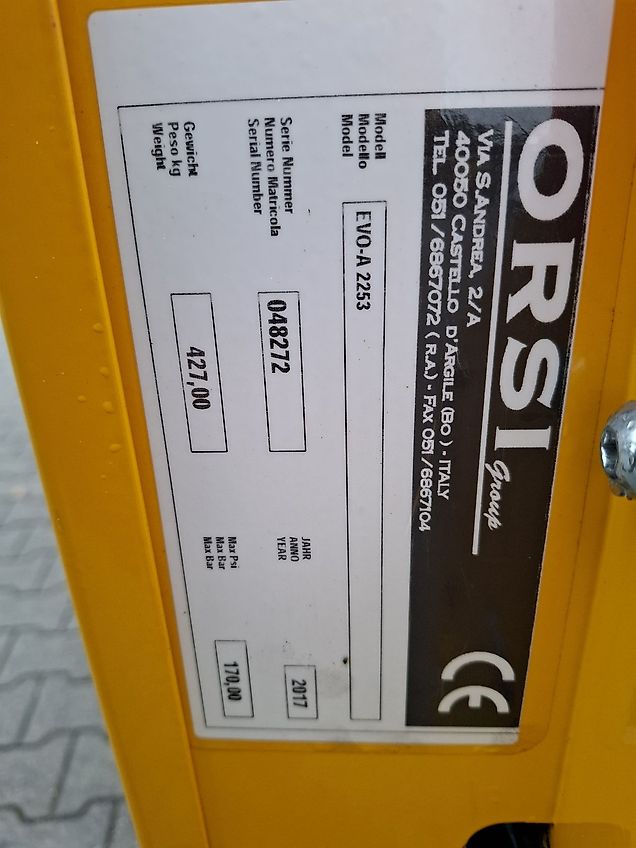 ORSI Group
VIA S.ANDREA, 2/A
40050 CASTELLO D'ARGILE (BO) - ITALY
TEL 051/6867072 (R.A.) - FAX 051/6867104
CE
Modell
Modello
Model
EVO-A 2253
Serie Nummer
Numero Matricola
Serial Number
048272
JAHR
ANNO
YEAR
2017
Gewicht
Peso kg
Weight
427,00
Max Psi
Max Bar
Max Bar
170,00